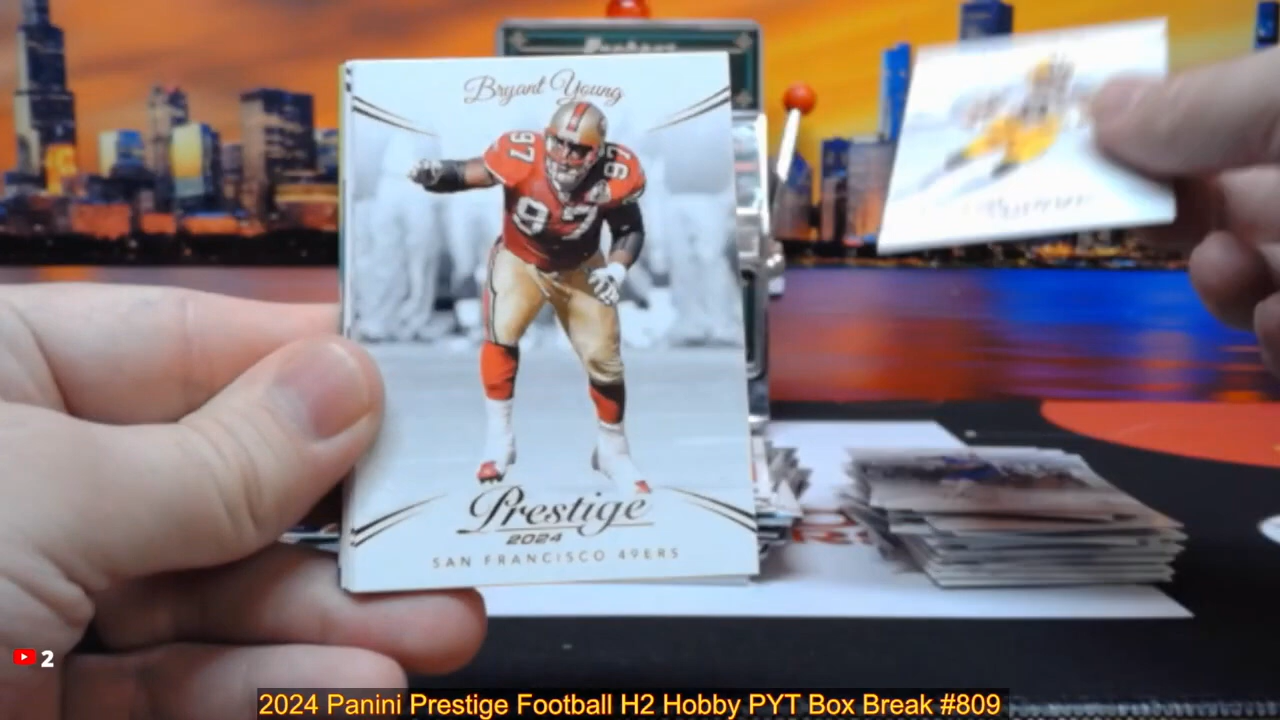 Bryant Young
97
97
97
Prestige
2024
SAN FRANCISCO 49ERS
2
2024 Panini Prestige Football H2 Hobby PYT Box Break #809